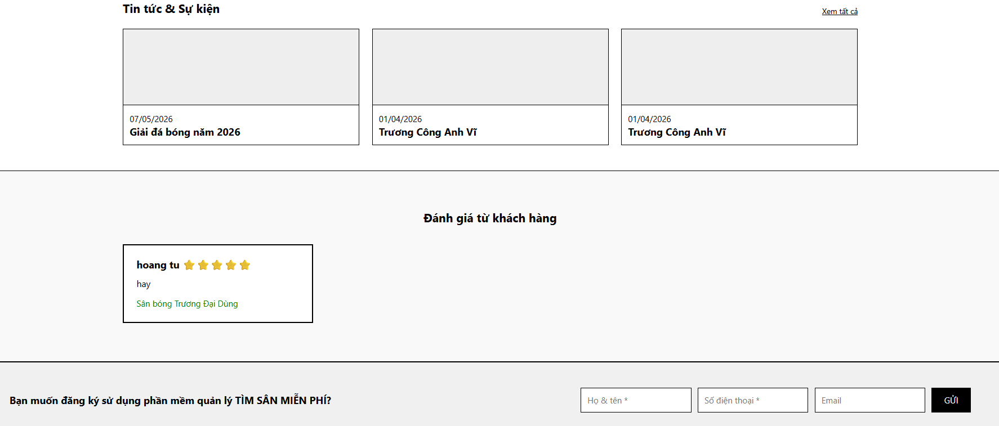 Tin tức & Sự kiện
Xem tất cả
07/05/2026
Giải đá bóng năm 2026
01/04/2026
Trương Công Anh Vĩ
01/04/2026
Trương Công Anh Vĩ
Đánh giá từ khách hàng
hoang tu
hay
Sân bóng Trương Đại Dùng
Bạn muốn đăng ký sử dụng phần mềm quản lý TÌM SÂN MIỄN PHÍ?
Họ & tên *
Số điện thoại *
Email
GỬI